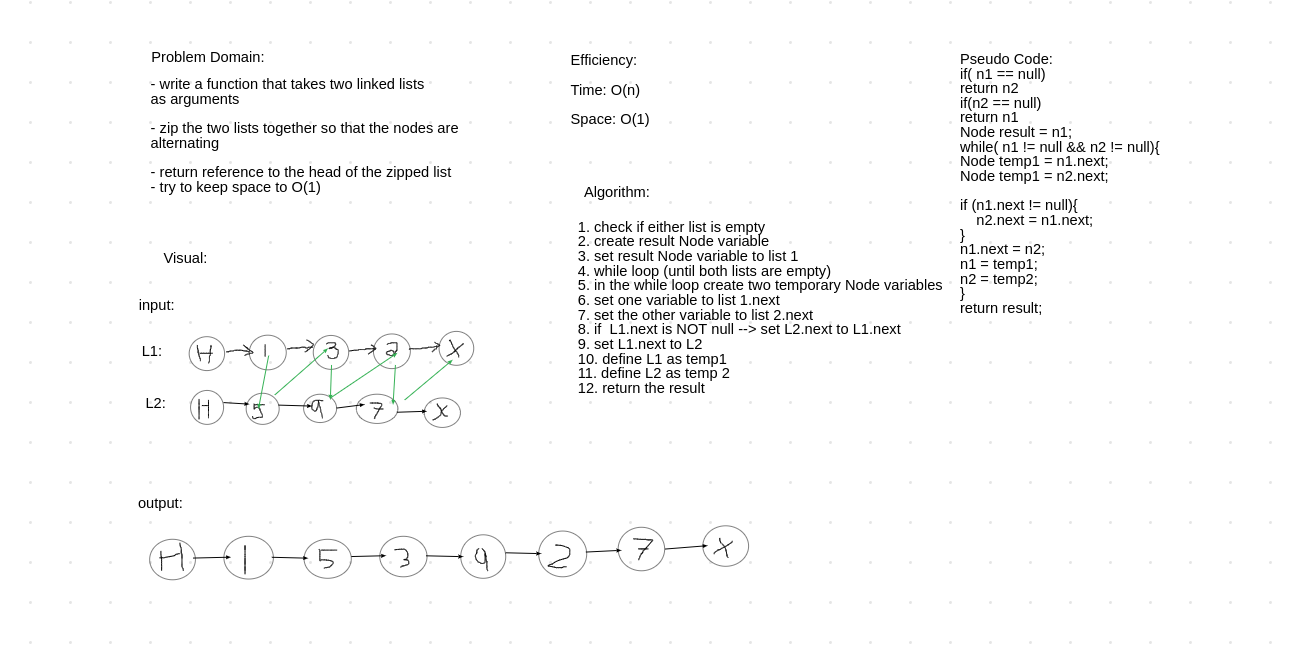 Problem Domain:
- write a function that takes two linked lists
as arguments
- zip the two lists together so that the nodes are
alternating
- return reference to the head of the zipped list
- try to keep space to O(1)
Visual:
input:
L1: H 1 3 2 X
L2: H 5 9 7 X
output:
H 1 5 3 9 2 7 X
Efficiency:
Time: O(n)
Space: O(1)
Algorithm:
1. check if either list is empty
2. create result Node variable
3. set result Node variable to list 1
4. while loop (until both lists are empty)
5. in the while loop create two temporary Node variables
6. set one variable to list 1.next
7. set the other variable to list 2.next
8. if  L1.next is NOT null --> set L2.next to L1.next
9. set L1.next to L2
10. define L1 as temp1
11. define L2 as temp 2
12. return the result
Pseudo Code:
if( n1 == null)
return n2
if(n2 == null)
return n1
Node result = n1;
while( n1 != null && n2 != null){
Node temp1 = n1.next;
Node temp1 = n2.next;
if (n1.next != null){
n2.next = n1.next;
}
n1.next = n2;
n1 = temp1;
n2 = temp2;
}
return result;